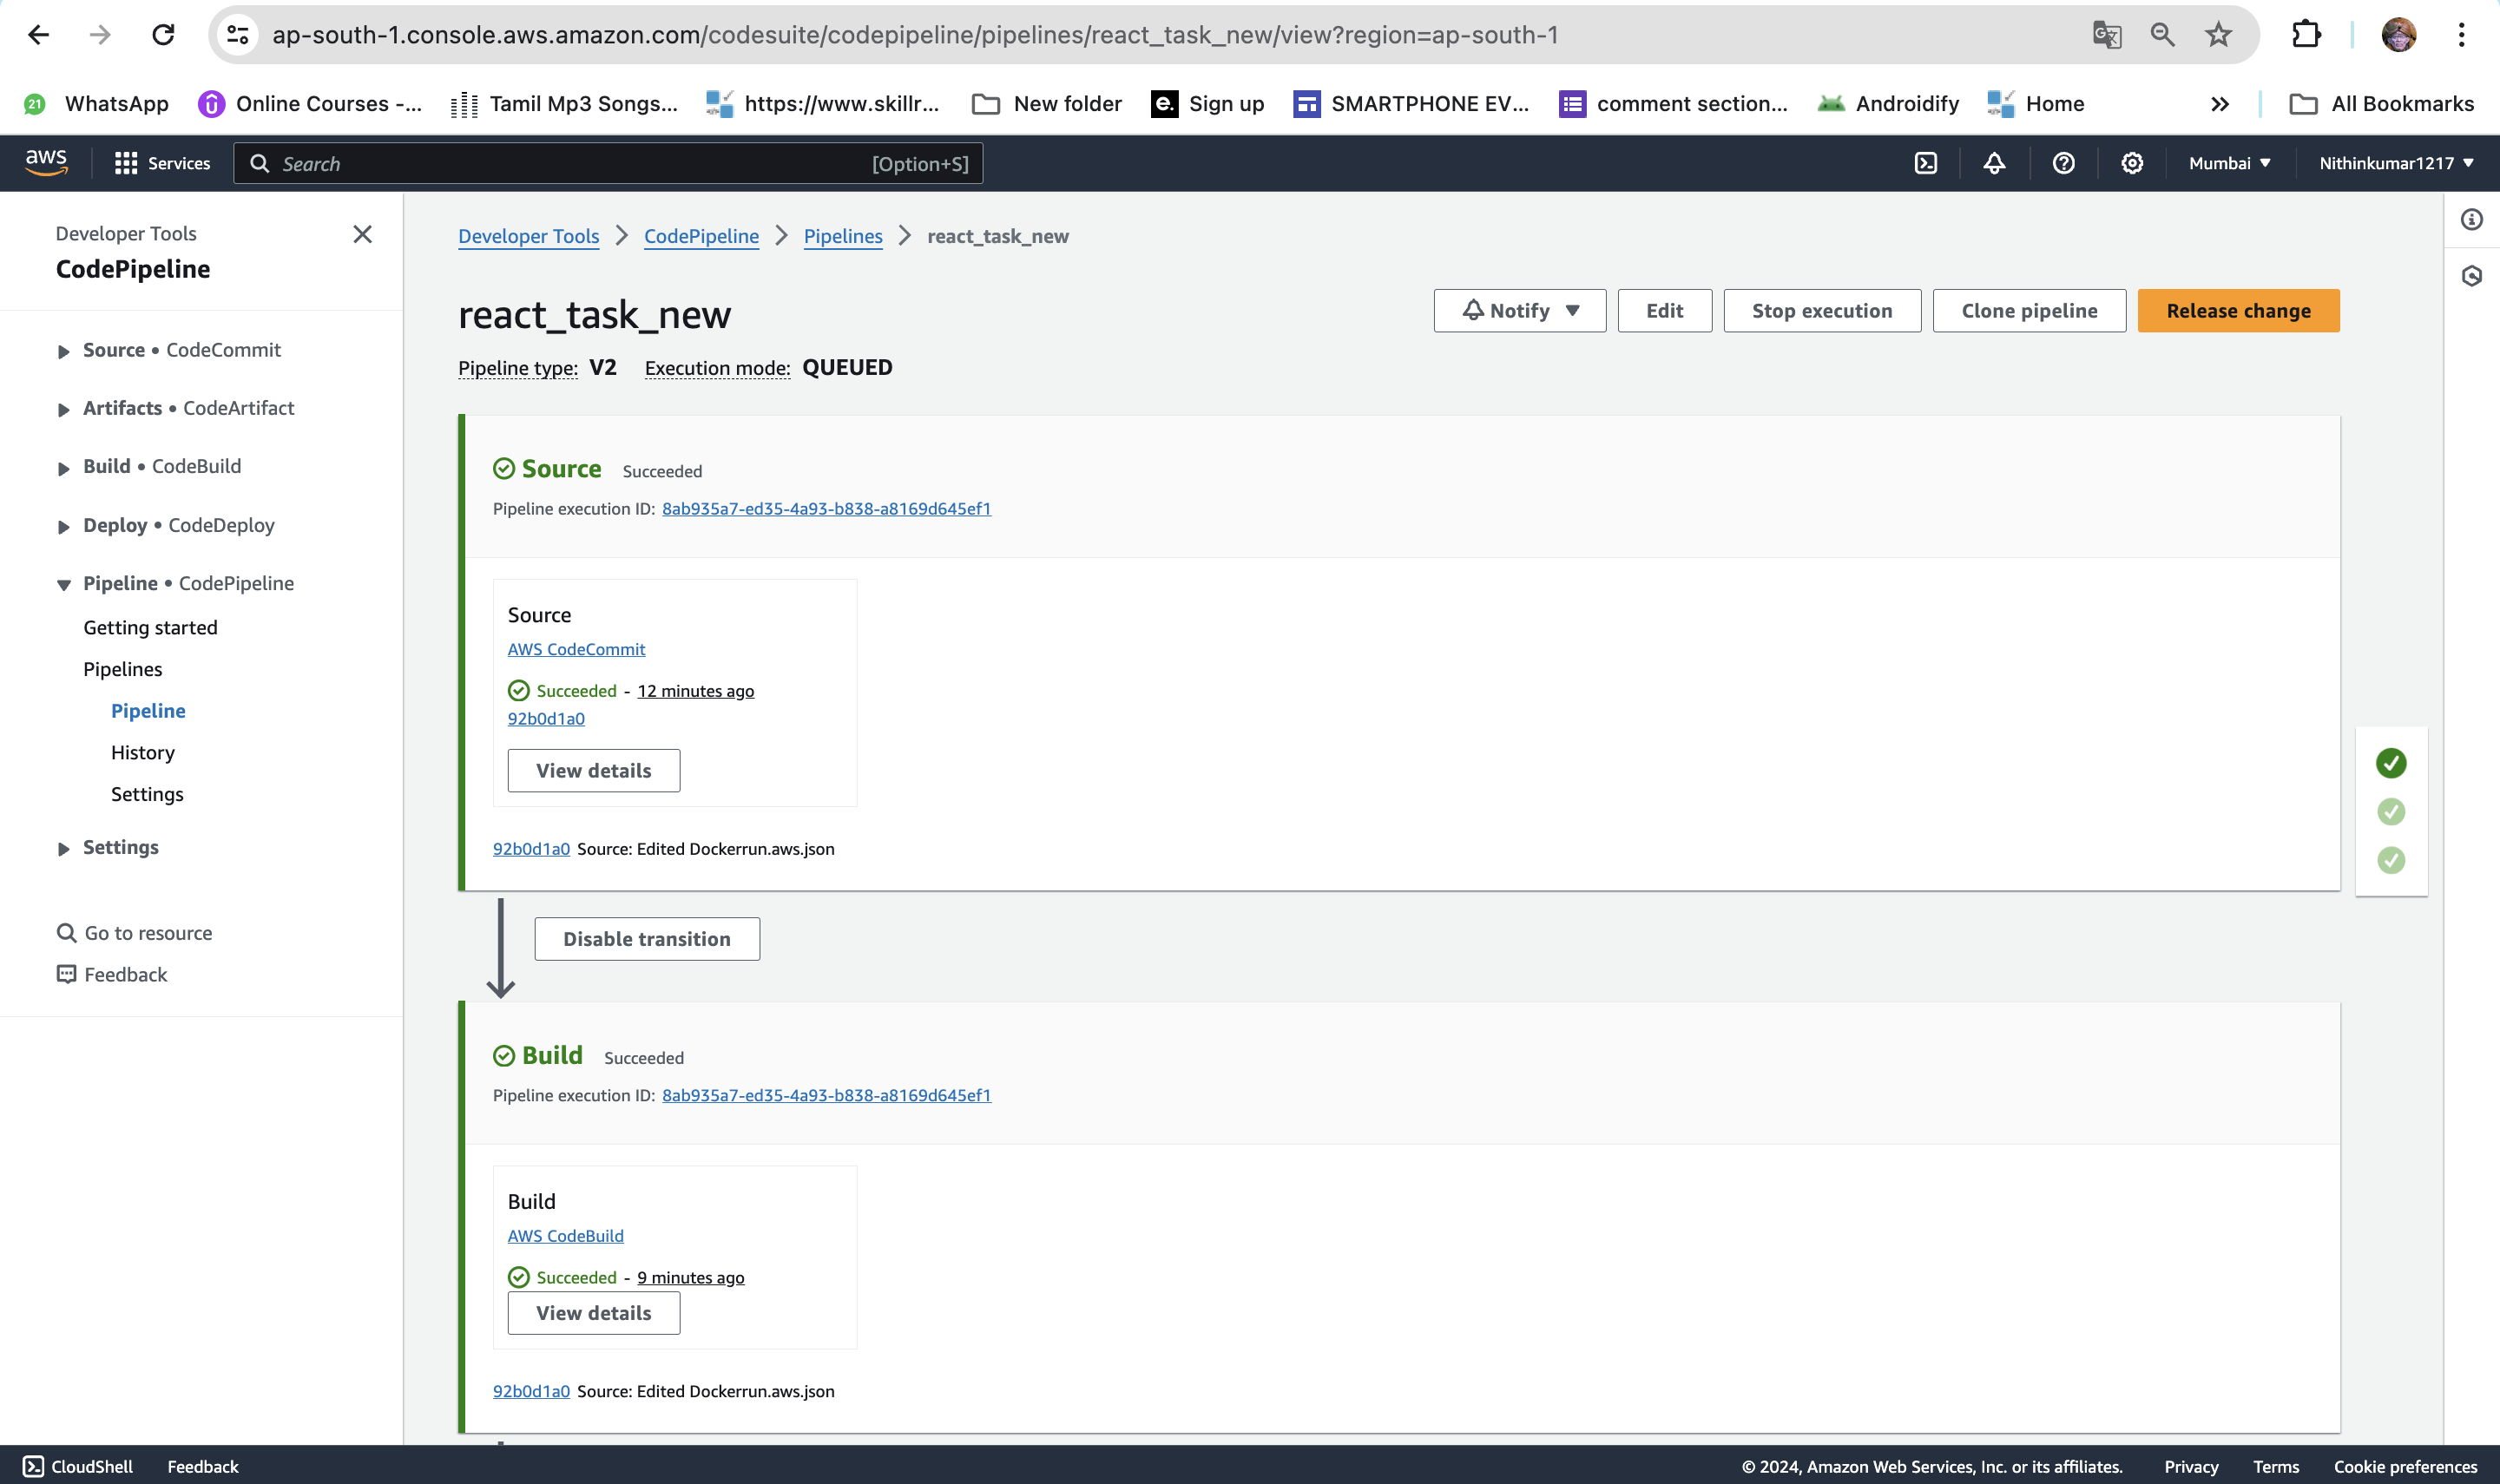 ap-south-1.console.aws.amazon.com/codesuite/codepipeline/pipelines/react_task_new/view?region=ap-south-1
21 WhatsApp
Online Courses -...
Tamil Mp3 Songs...
https://www.skillr...
New folder
e. Sign up
SMARTPHONE EV...
comment section...
Androidify
Home
All Bookmarks
aws
Services
Search
[Option+S]
Mumbai
Nithinkumar1217
Developer Tools
CodePipeline
Source • CodeCommit
Artifacts • CodeArtifact
Build • CodeBuild
Deploy • CodeDeploy
Pipeline • CodePipeline
Getting started
Pipelines
Pipeline
History
Settings
Settings
Go to resource
Feedback
Developer Tools > CodePipeline > Pipelines > react_task_new
react_task_new
Notify
Edit
Stop execution
Clone pipeline
Release change
Pipeline type: V2 Execution mode: QUEUED
Source Succeeded
Pipeline execution ID: 8ab935a7-ed35-4a93-b838-a8169d645ef1
Source
AWS CodeCommit
Succeeded - 12 minutes ago
92b0d1a0
View details
92b0d1a0 Source: Edited Dockerrun.aws.json
Disable transition
Build Succeeded
Pipeline execution ID: 8ab935a7-ed35-4a93-b838-a8169d645ef1
Build
AWS CodeBuild
Succeeded - 9 minutes ago
View details
92b0d1a0 Source: Edited Dockerrun.aws.json
CloudShell
Feedback
© 2024, Amazon Web Services, Inc. or its affiliates.
Privacy
Terms
Cookie preferences